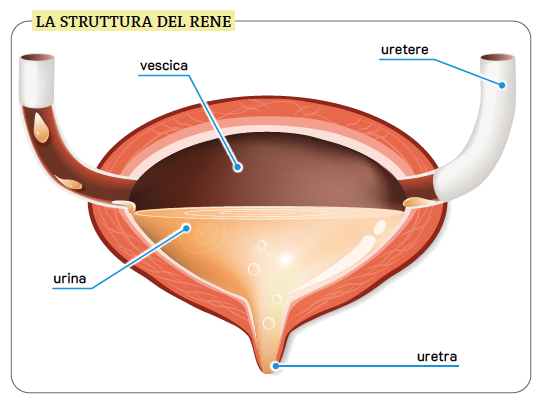 LA STRUTTURA DEL RENE
uretere
vescica
urina
uretra